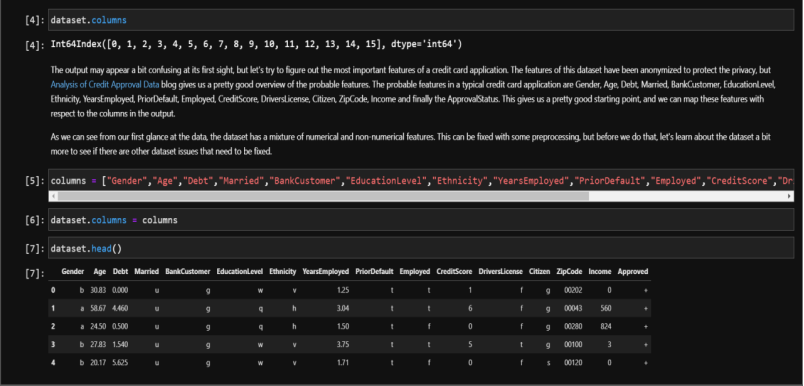 [4]: dataset.columns
[4]: Int64Index([0, 1, 2, 3, 4, 5, 6, 7, 8, 9, 10, 11, 12, 13, 14, 15], dtype='int64')
The output may appear a bit confusing at its first sight, but let's try to figure out the most important features of a credit card application. The features of this dataset have been anonymized to protect the privacy, but
Analysis of Credit Approval Data blog gives us a pretty good overview of the probable features. The probable features in a typical credit card application are Gender, Age, Debt, Married, BankCustomer, EducationLevel,
Ethnicity, YearsEmployed, PriorDefault, Employed, CreditScore, DriversLicense, Citizen, ZipCode, Income and finally the ApprovalStatus. This gives us a pretty good starting point, and we can map these features with
respect to the columns in the output.
As we can see from our first glance at the data, the dataset has a mixture of numerical and non-numerical features. This can be fixed with some preprocessing, but before we do that, let's learn about the dataset a bit
more to see if there are other dataset issues that need to be fixed.
[5]: columns = ["Gender","Age","Debt","Married","BankCustomer","EducationLevel","Ethnicity","YearsEmployed","PriorDefault","Employed","CreditScore","Dr
[6]: dataset.columns = columns
[7]: dataset.head()
[7]: Gender Age Debt Married BankCustomer EducationLevel Ethnicity YearsEmployed PriorDefault Employed CreditScore DriversLicense Citizen ZipCode Income Approved
0 b 30.83 0.000 u g w v 1.25 t t 1 f g 00202 0 +
1 a 58.67 4.460 u g q h 3.04 t t 6 f g 00043 560 +
2 a 24.50 0.500 u g q h 1.50 t f 0 f g 00280 824 +
3 b 27.83 1.540 u g w v 3.75 t t 5 t g 00100 3 +
4 b 20.17 5.625 u g w v 1.71 t f 0 f s 00120 0 +